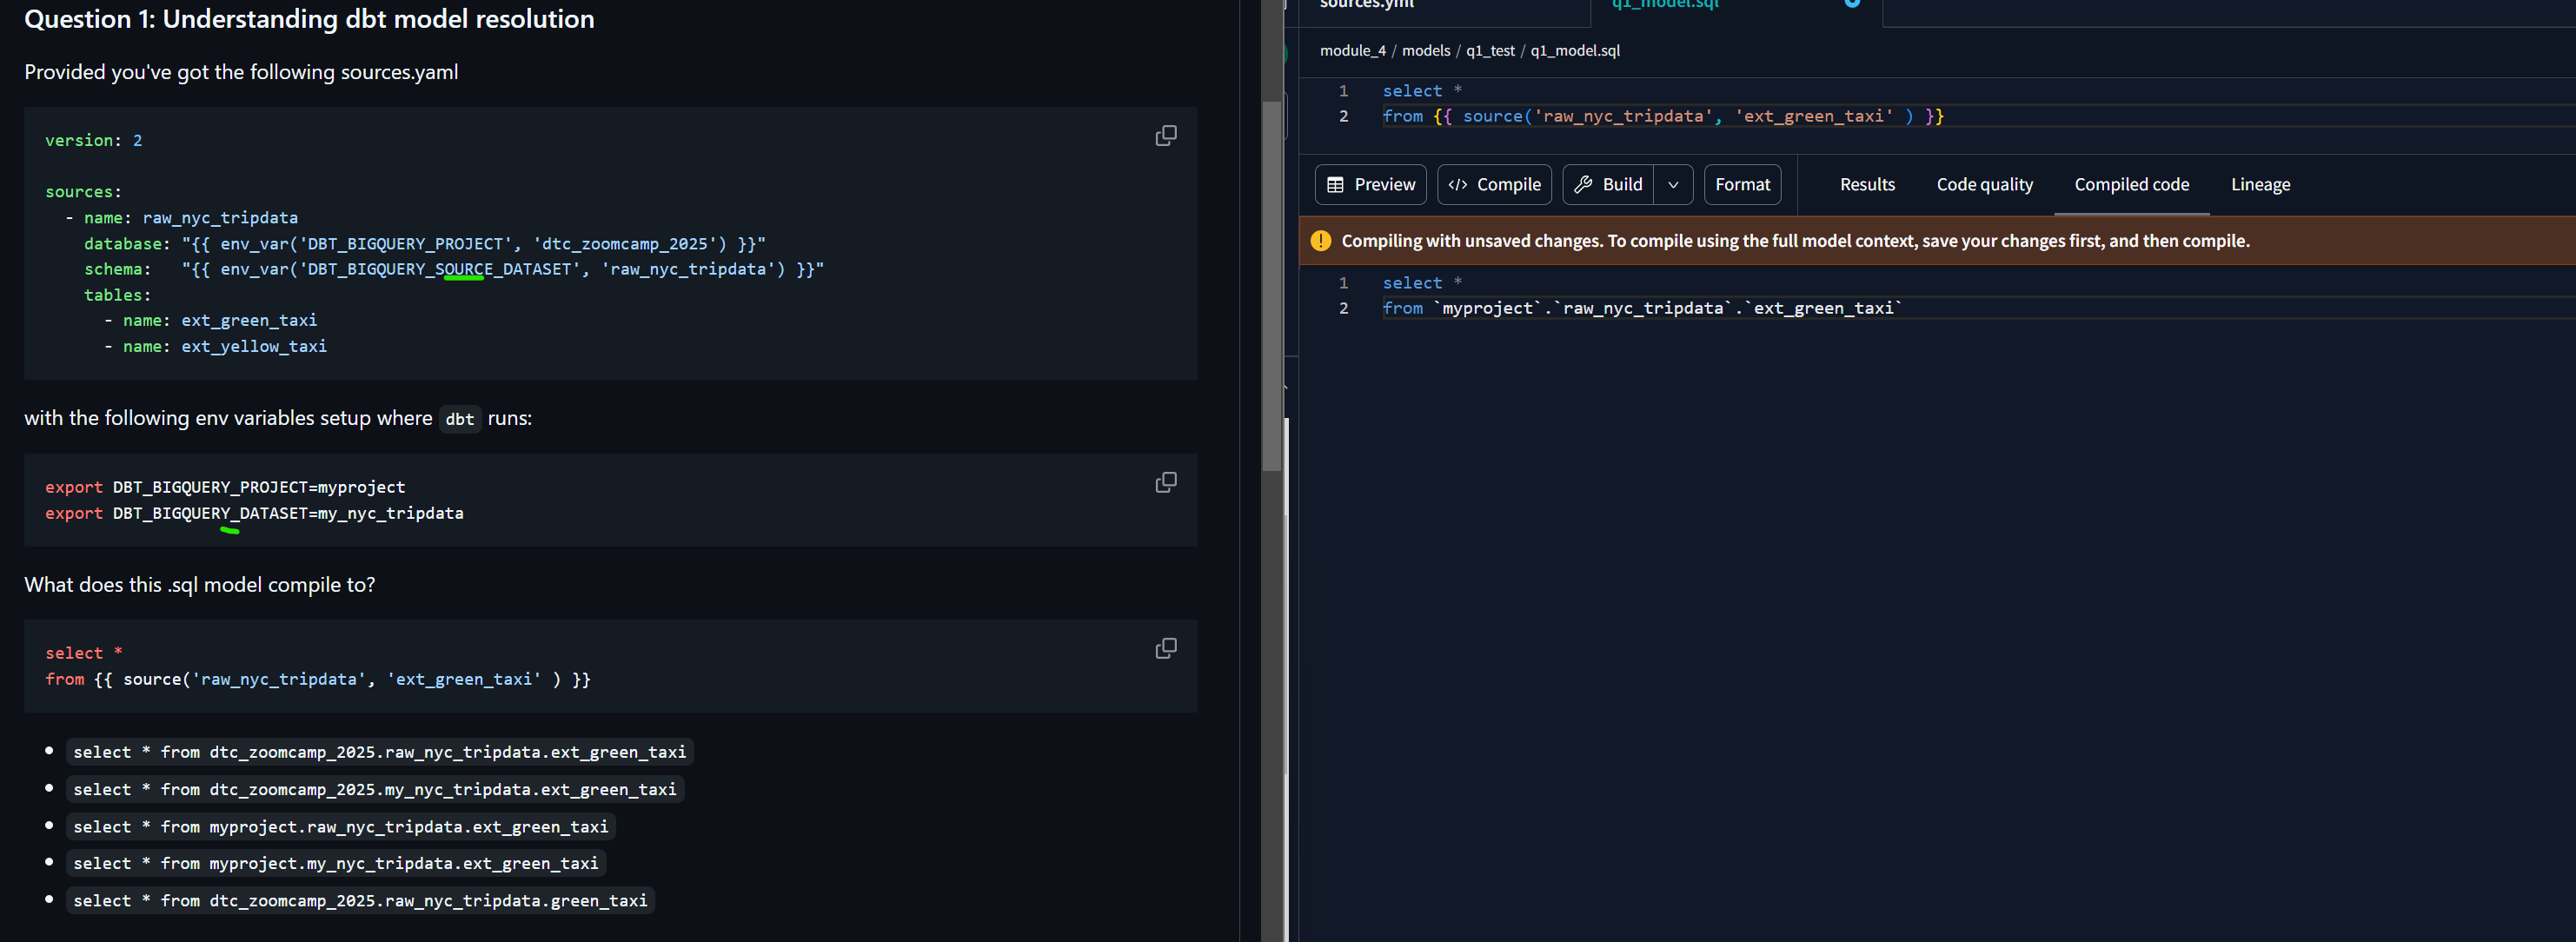 Question 1: Understanding dbt model resolution
Provided you've got the following sources.yaml
version: 2
sources:
  - name: raw_nyc_tripdata
    database: "{{ env_var('DBT_BIGQUERY_PROJECT', 'dtc_zoomcamp_2025') }}"
    schema:   "{{ env_var('DBT_BIGQUERY_SOURCE_DATASET', 'raw_nyc_tripdata') }}"
    tables:
      - name: ext_green_taxi
      - name: ext_yellow_taxi
with the following env variables setup where dbt runs:
export DBT_BIGQUERY_PROJECT=myproject
export DBT_BIGQUERY_DATASET=my_nyc_tripdata
What does this .sql model compile to?
select *
from {{ source('raw_nyc_tripdata', 'ext_green_taxi' ) }}
• select * from dtc_zoomcamp_2025.raw_nyc_tripdata.ext_green_taxi
• select * from dtc_zoomcamp_2025.my_nyc_tripdata.ext_green_taxi
• select * from myproject.raw_nyc_tripdata.ext_green_taxi
• select * from myproject.my_nyc_tripdata.ext_green_taxi
• select * from dtc_zoomcamp_2025.raw_nyc_tripdata.green_taxi
sources.yml q1_model.sql
module_4 / models / q1_test / q1_model.sql
1 select *
2 from {{ source('raw_nyc_tripdata', 'ext_green_taxi' ) }}
Preview </> Compile Build Format Results Code quality Compiled code Lineage
! Compiling with unsaved changes. To compile using the full model context, save your changes first, and then compile.
1 select *
2 from `myproject`.`raw_nyc_tripdata`.`ext_green_taxi`